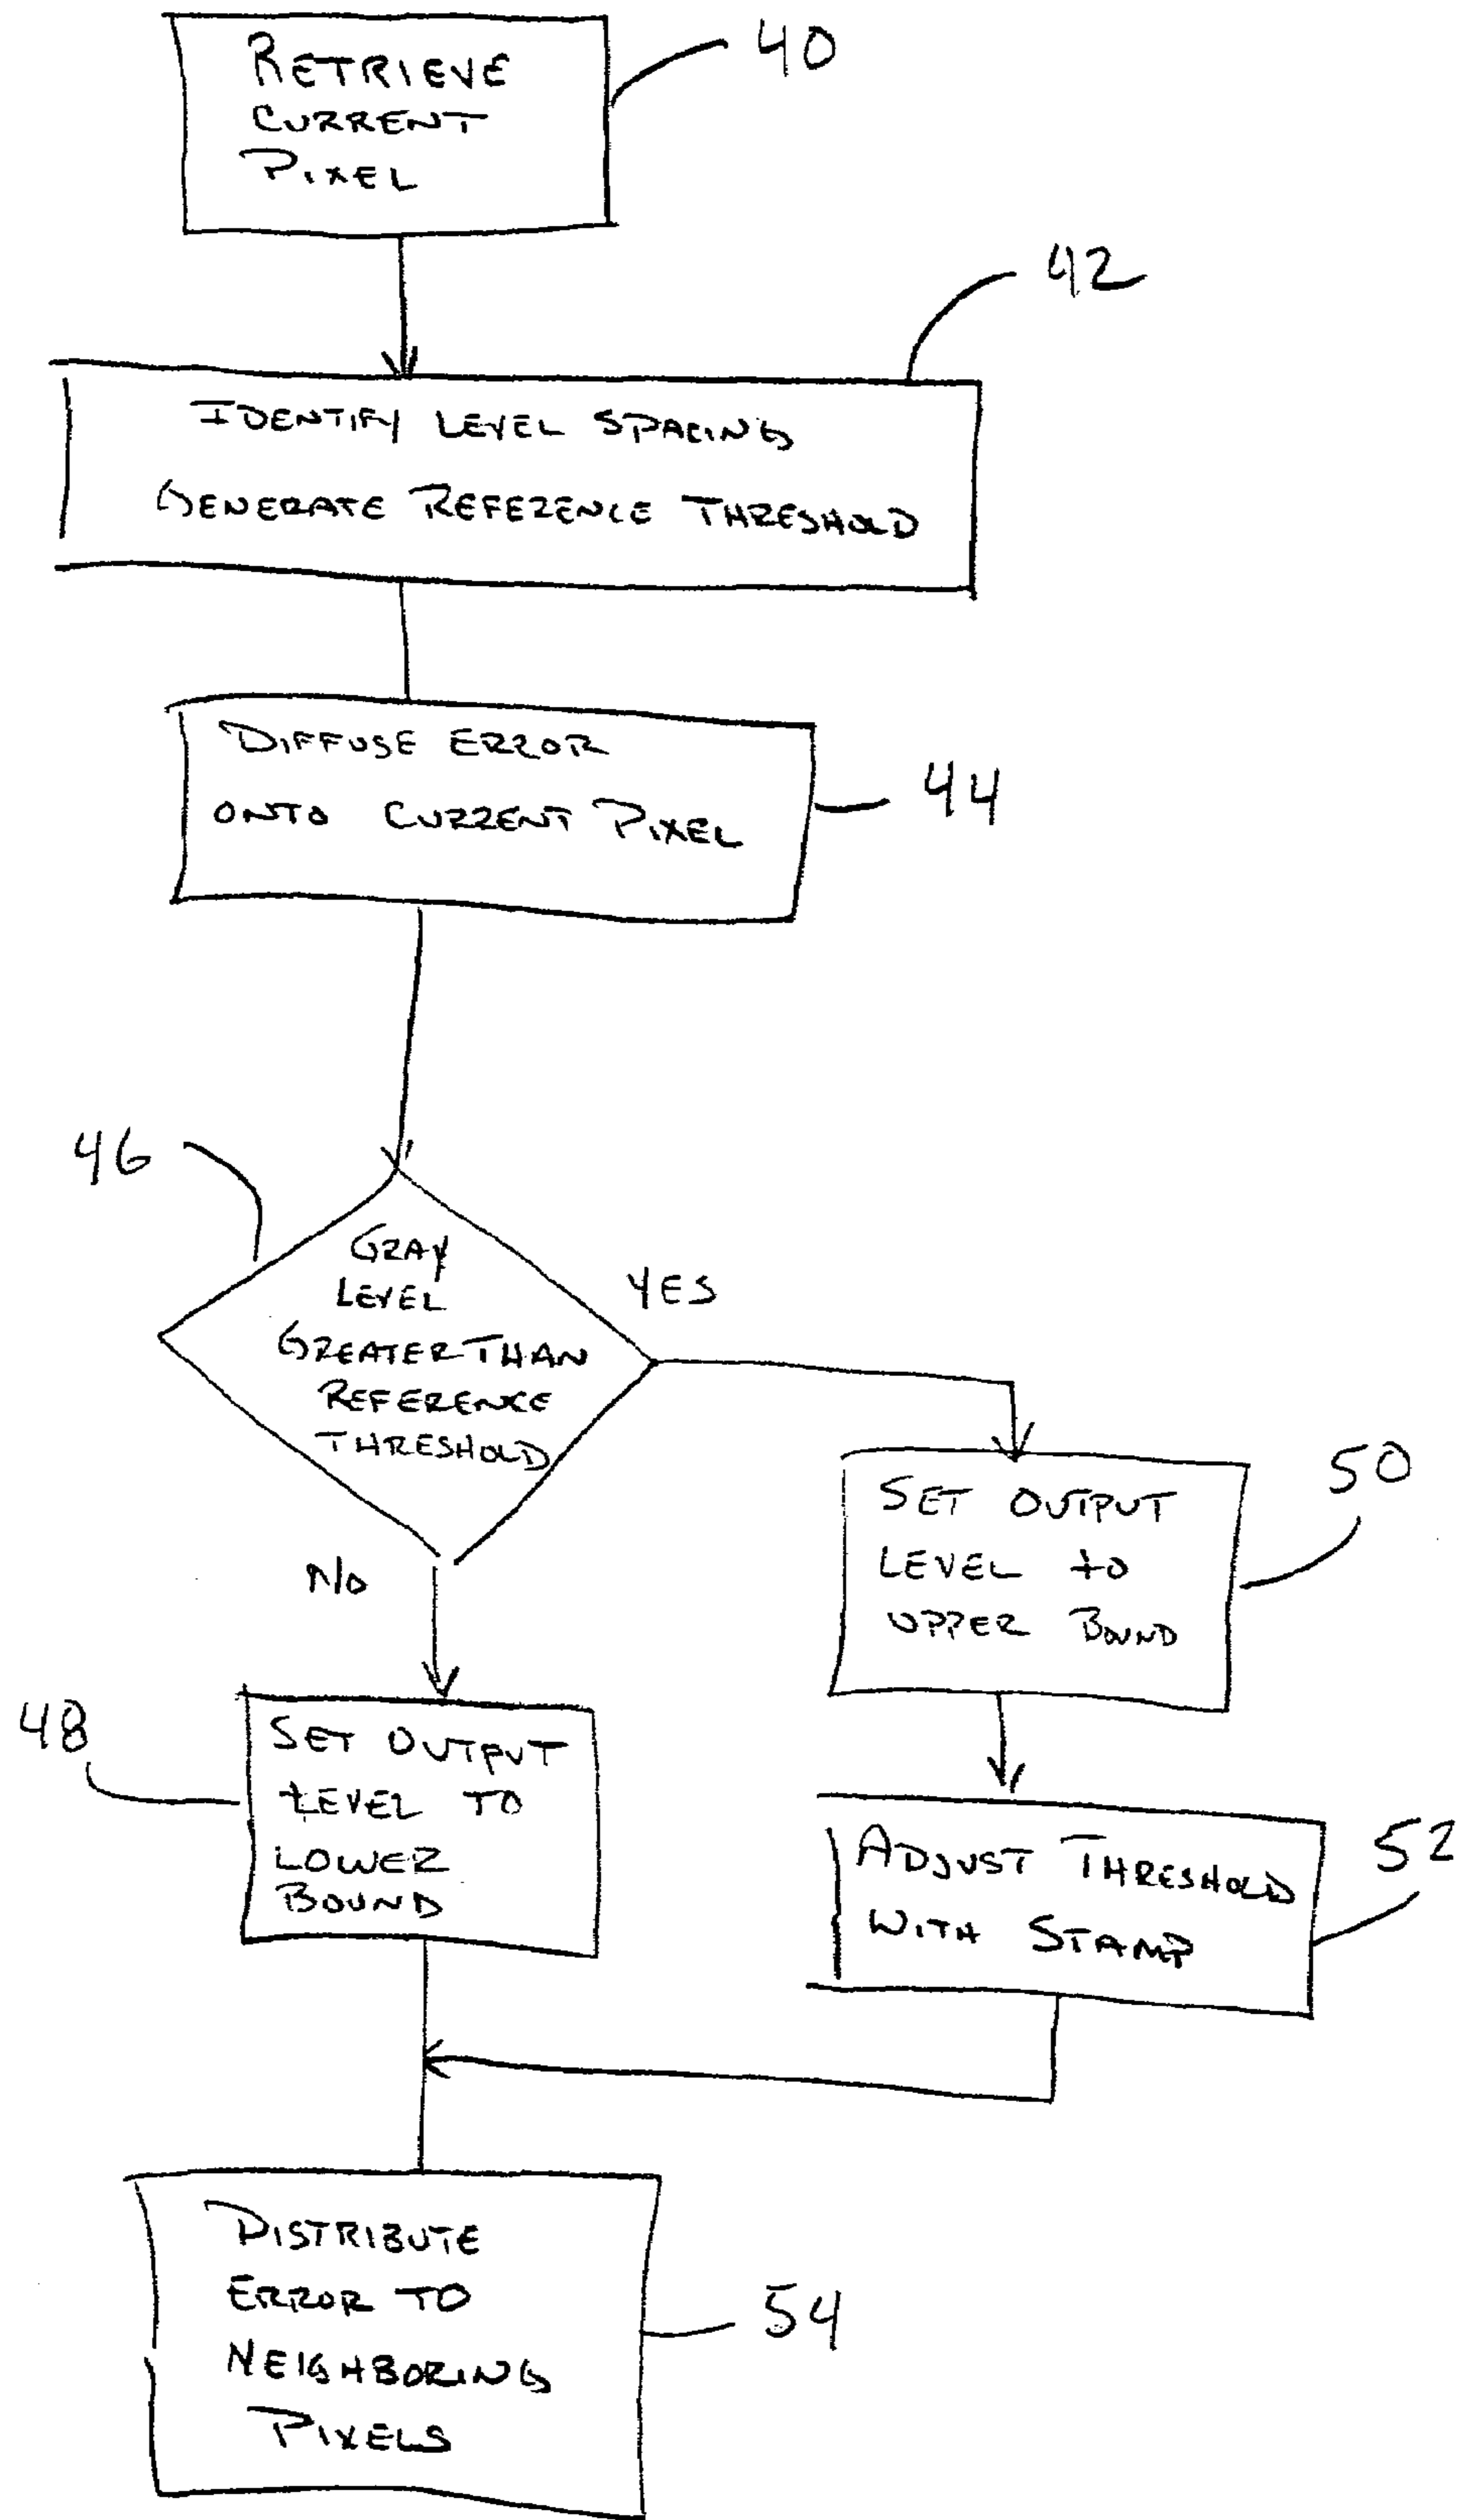 RETRIEVE
CURRENT
PIXEL
40
42
IDENTIFY LEVEL SPACING
GENERATE REFERENCE THRESHOLD
DIFFUSE ERROR
ONTO CURRENT PIXEL
44
46
GRAY
LEVEL
GREATER THAN
REFERENCE
THRESHOLD
YES
NO
SET OUTPUT
LEVEL TO
UPPER BOUND
50
48
SET OUTPUT
LEVEL TO
LOWER
BOUND
ADJUST THRESHOLD
WITH STAMP
52
DISTRIBUTE
ERROR TO
NEIGHBORING
PIXELS
54